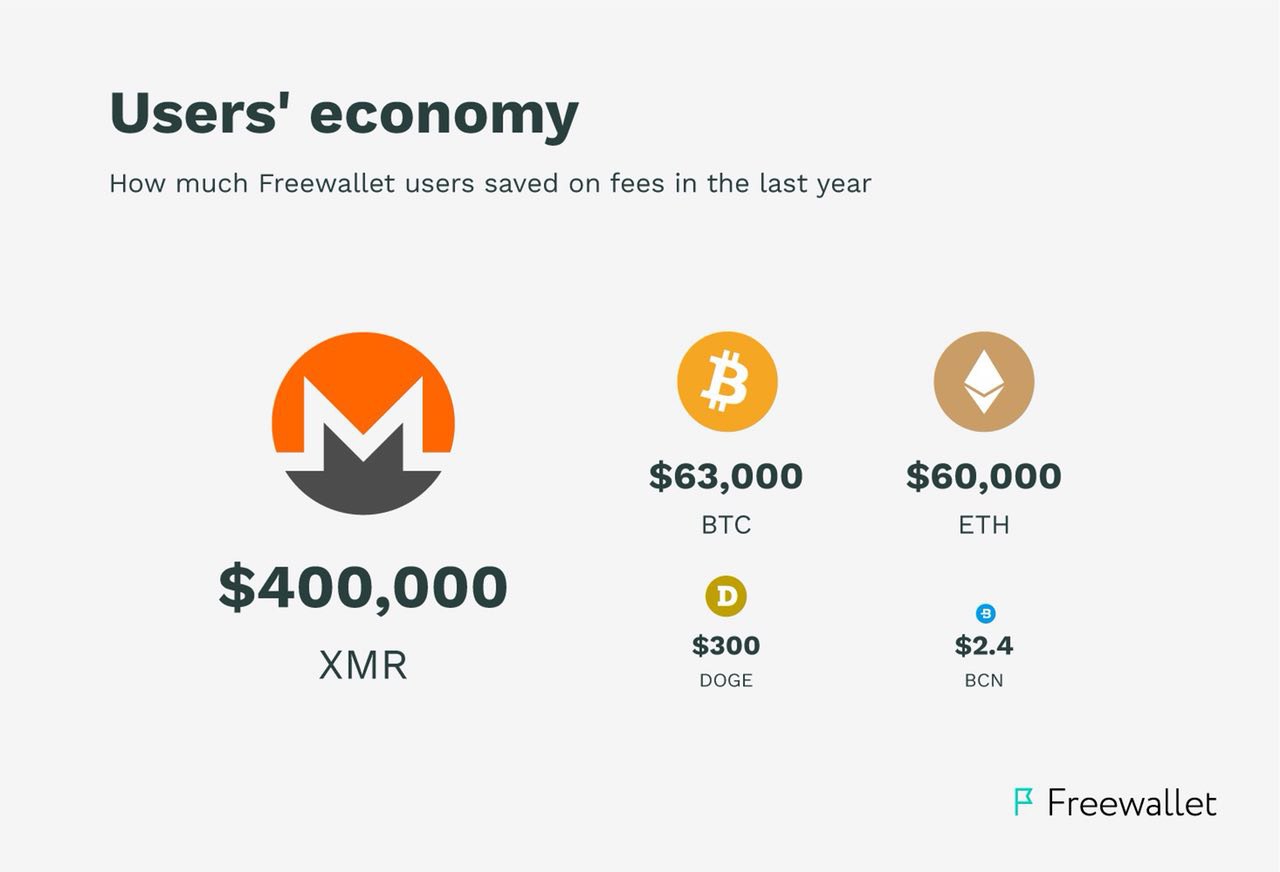 Users' economy
How much Freewallet users saved on fees in the last year
$400,000
XMR
$63,000
BTC
$60,000
ETH
$300
DOGE
$2.4
BCN
Freewallet